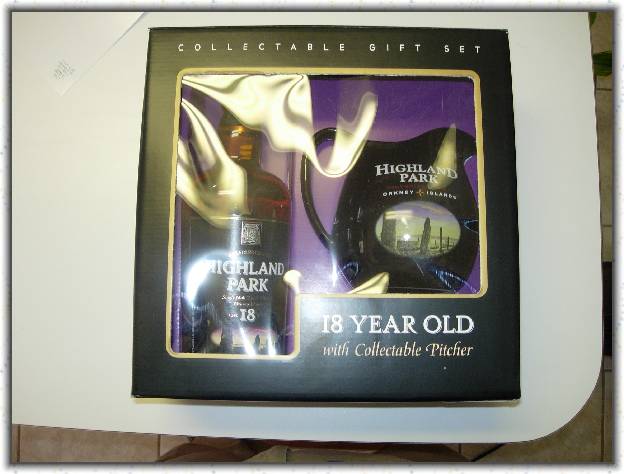 COLLECTABLE GIFT SET
HIGHLAND
PARK
ORKNEY ISLANDS
HIGHLAND
PARK
18
18 YEAR OLD
with Collectable Pitcher